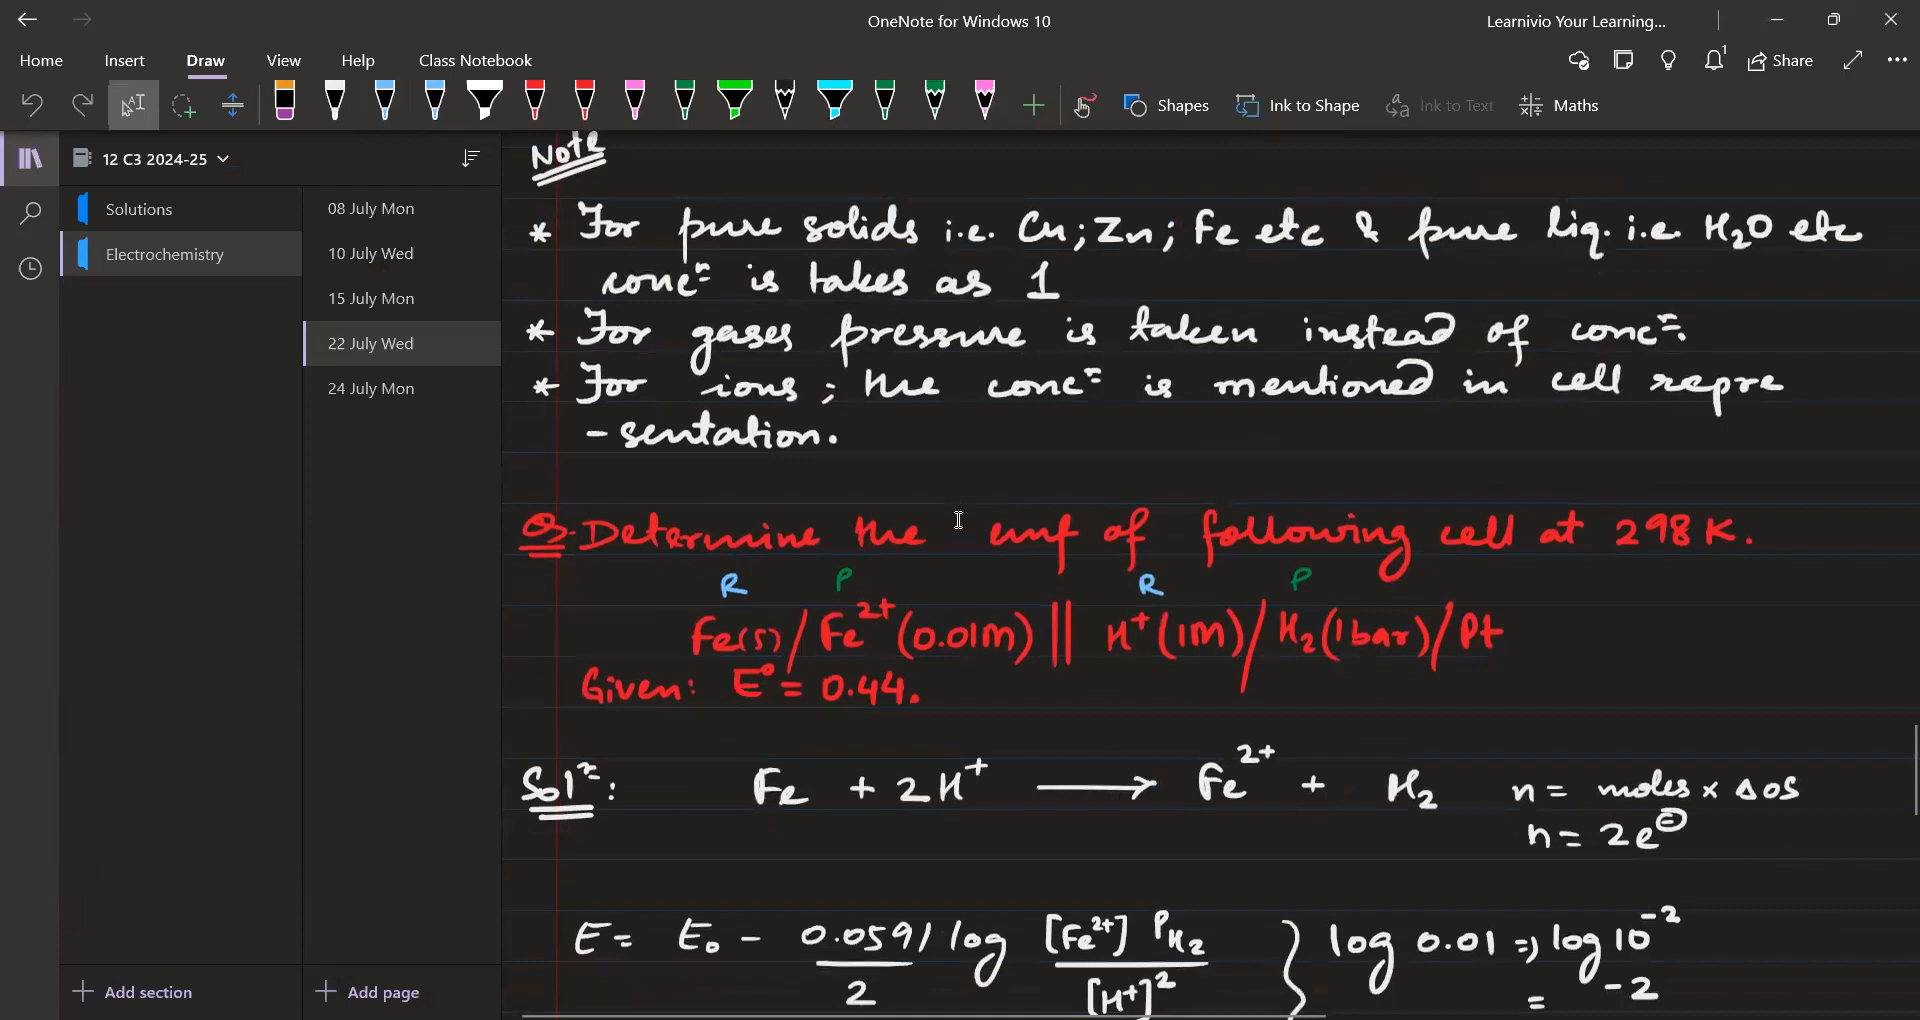 OneNote for Windows 10
Learnivio Your Learning...
Home Insert Draw View Help Class Notebook
1 Share
Shapes Ink to Shape Ink to Text Maths
12 C3 2024-25
Solutions
Electrochemistry
08 July Mon
10 July Wed
15 July Mon
22 July Wed
24 July Mon
Add section
Add page
Note
* For pure solids i.e. Cu; Zn; Fe etc & pure liq. i.e. H₂O etc
concⁿ is takes as 1
* For gases pressure is taken instead of concⁿ.
* For ions; the concⁿ is mentioned in cell repre
-sentation.
Q. Determine the emf of following cell at 298 K.
R P R P
Fe(s) / Fe²⁺ (0.01M) || H⁺ (1M) / H₂ (1 bar) / Pt
Given: E° = 0.44.
Solⁿ: Fe + 2H⁺ ⟶ Fe²⁺ + H₂ n = moles × Δ OS
n = 2e⊖
E = E₀ - 0.0591/2 log [Fe²⁺] P_H₂ / [H⁺]² } log 0.01 => log 10⁻²
= -2